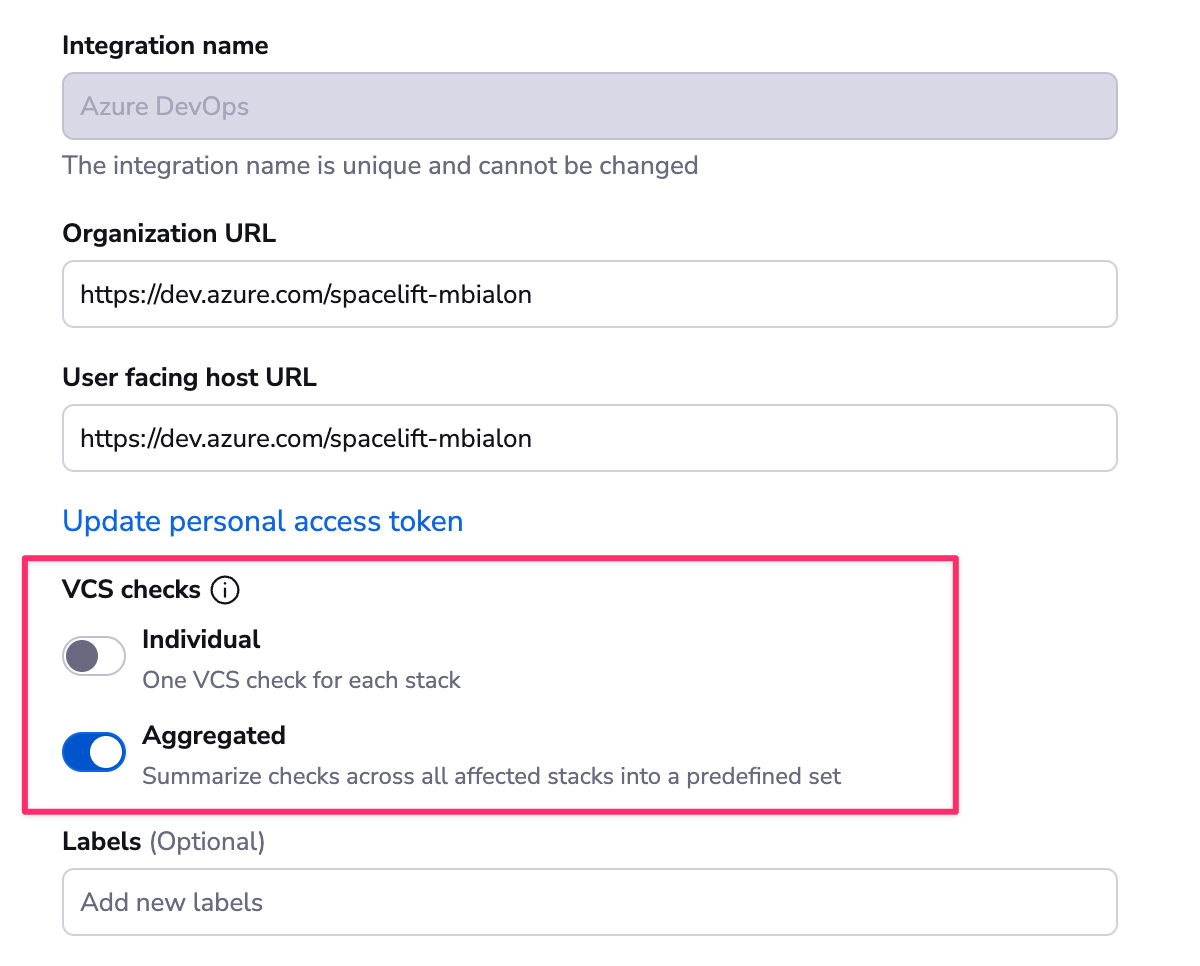 Integration name
Azure DevOps
The integration name is unique and cannot be changed
Organization URL
https://dev.azure.com/spacelift-mbialon
User facing host URL
https://dev.azure.com/spacelift-mbialon
Update personal access token
VCS checks
Individual
One VCS check for each stack
Aggregated
Summarize checks across all affected stacks into a predefined set
Labels (Optional)
Add new labels